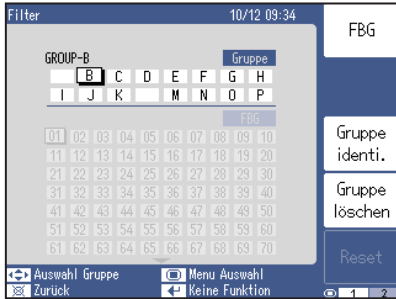 Filter 10/12 09:34
FBG
GROUP-B Gruppe
B C D E F G H
I J K M N O P
FBG
01 02 03 04 05 06 07 08 09 10
11 12 13 14 15 16 17 18 19 20
21 22 23 24 25 26 27 28 29 30
31 32 33 34 35 36 37 38 39 40
41 42 43 44 45 46 47 48 49 50
51 52 53 54 55 56 57 58 59 60
61 62 63 64 65 66 67 68 69 70
Gruppe
identi.
Gruppe
löschen
Reset
Auswahl Gruppe Menu Auswahl
Zurück Keine Funktion
1 2